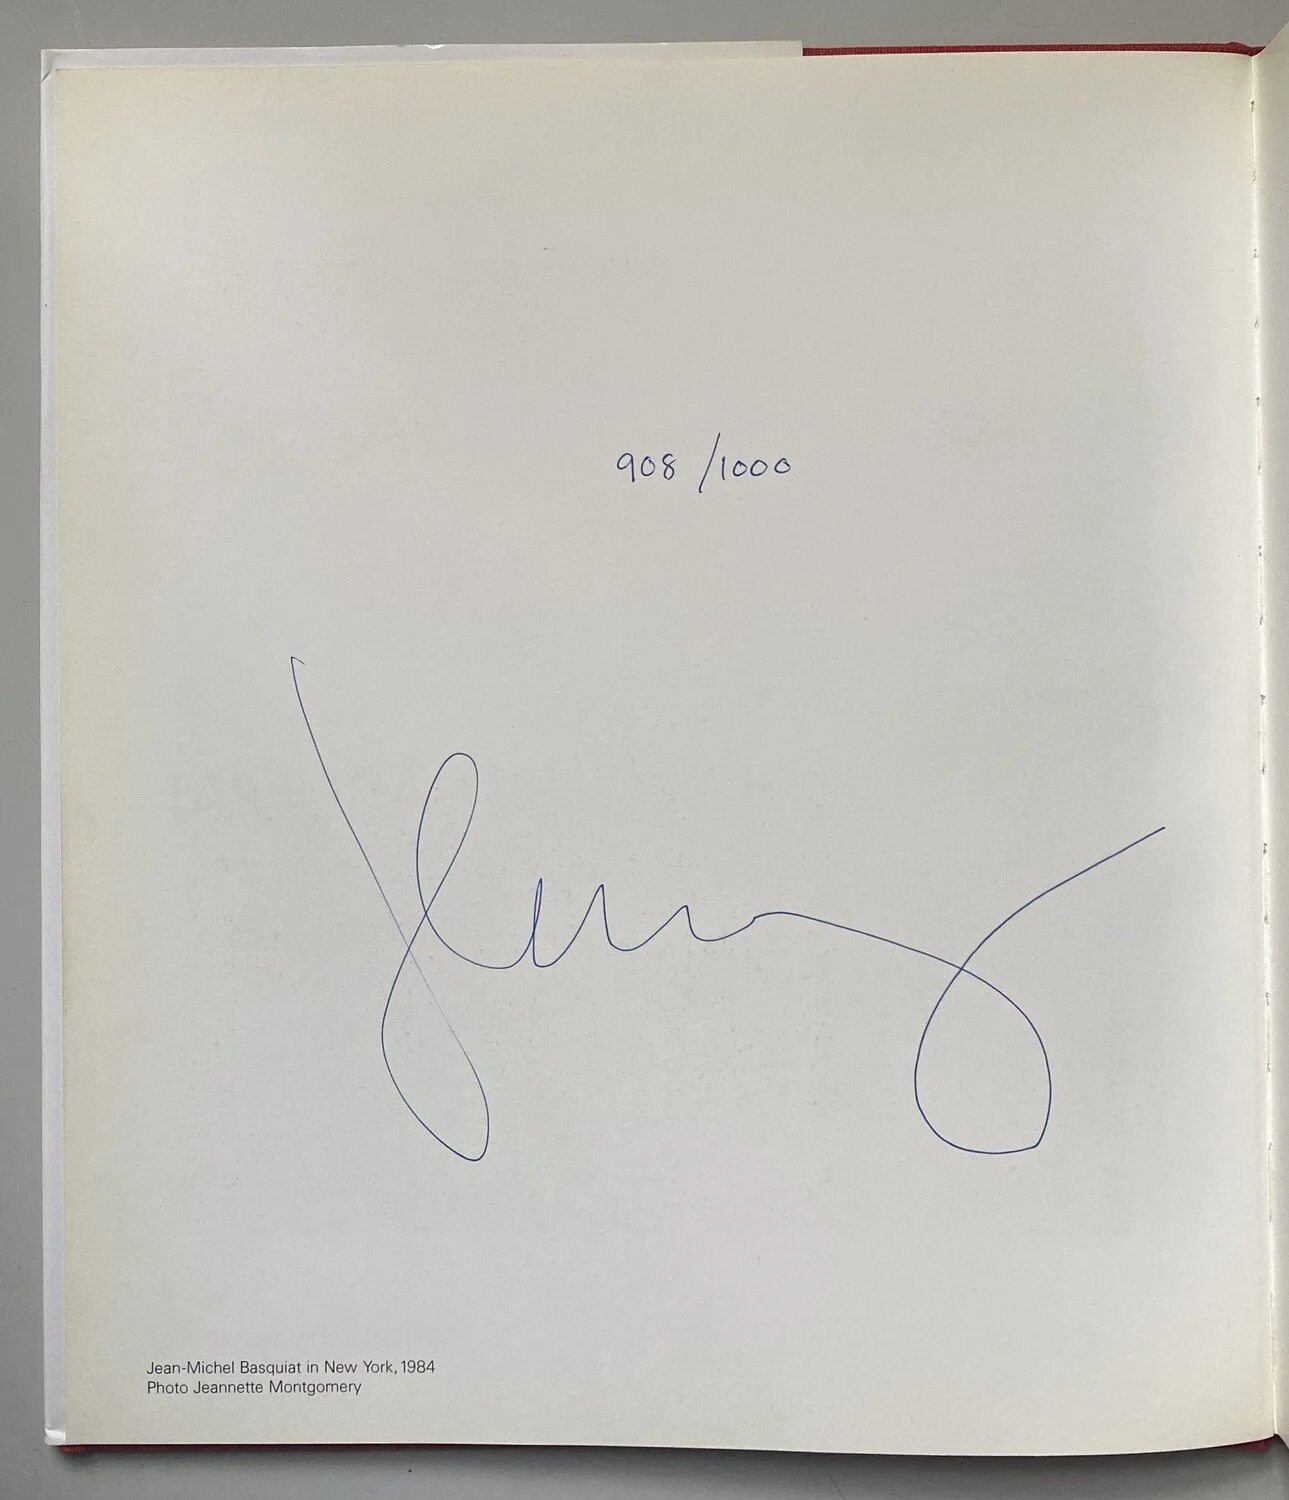 908/1000
Jean-Michel Basquiat in New York, 1984
Photo Jeannette Montgomery